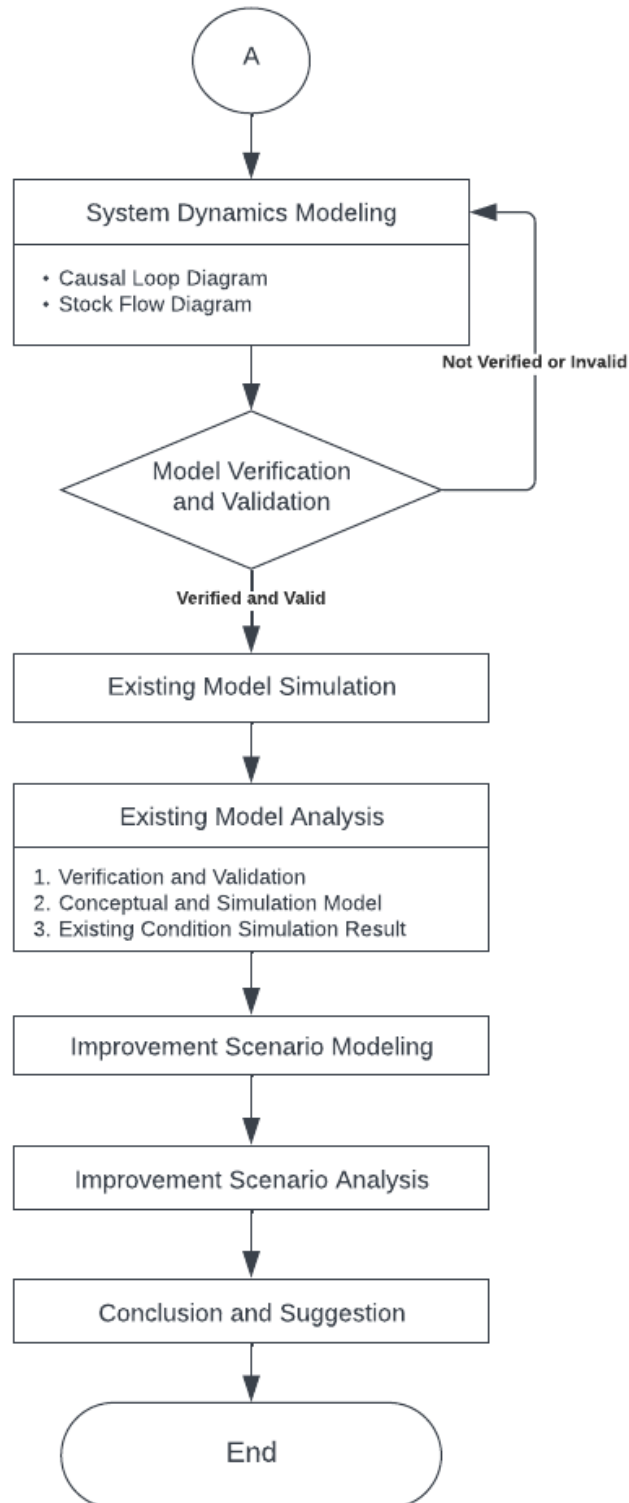 A
System Dynamics Modeling
• Causal Loop Diagram
• Stock Flow Diagram
Not Verified or Invalid
Model Verification
and Validation
Verified and Valid
Existing Model Simulation
Existing Model Analysis
1. Verification and Validation
2. Conceptual and Simulation Model
3. Existing Condition Simulation Result
Improvement Scenario Modeling
Improvement Scenario Analysis
Conclusion and Suggestion
End